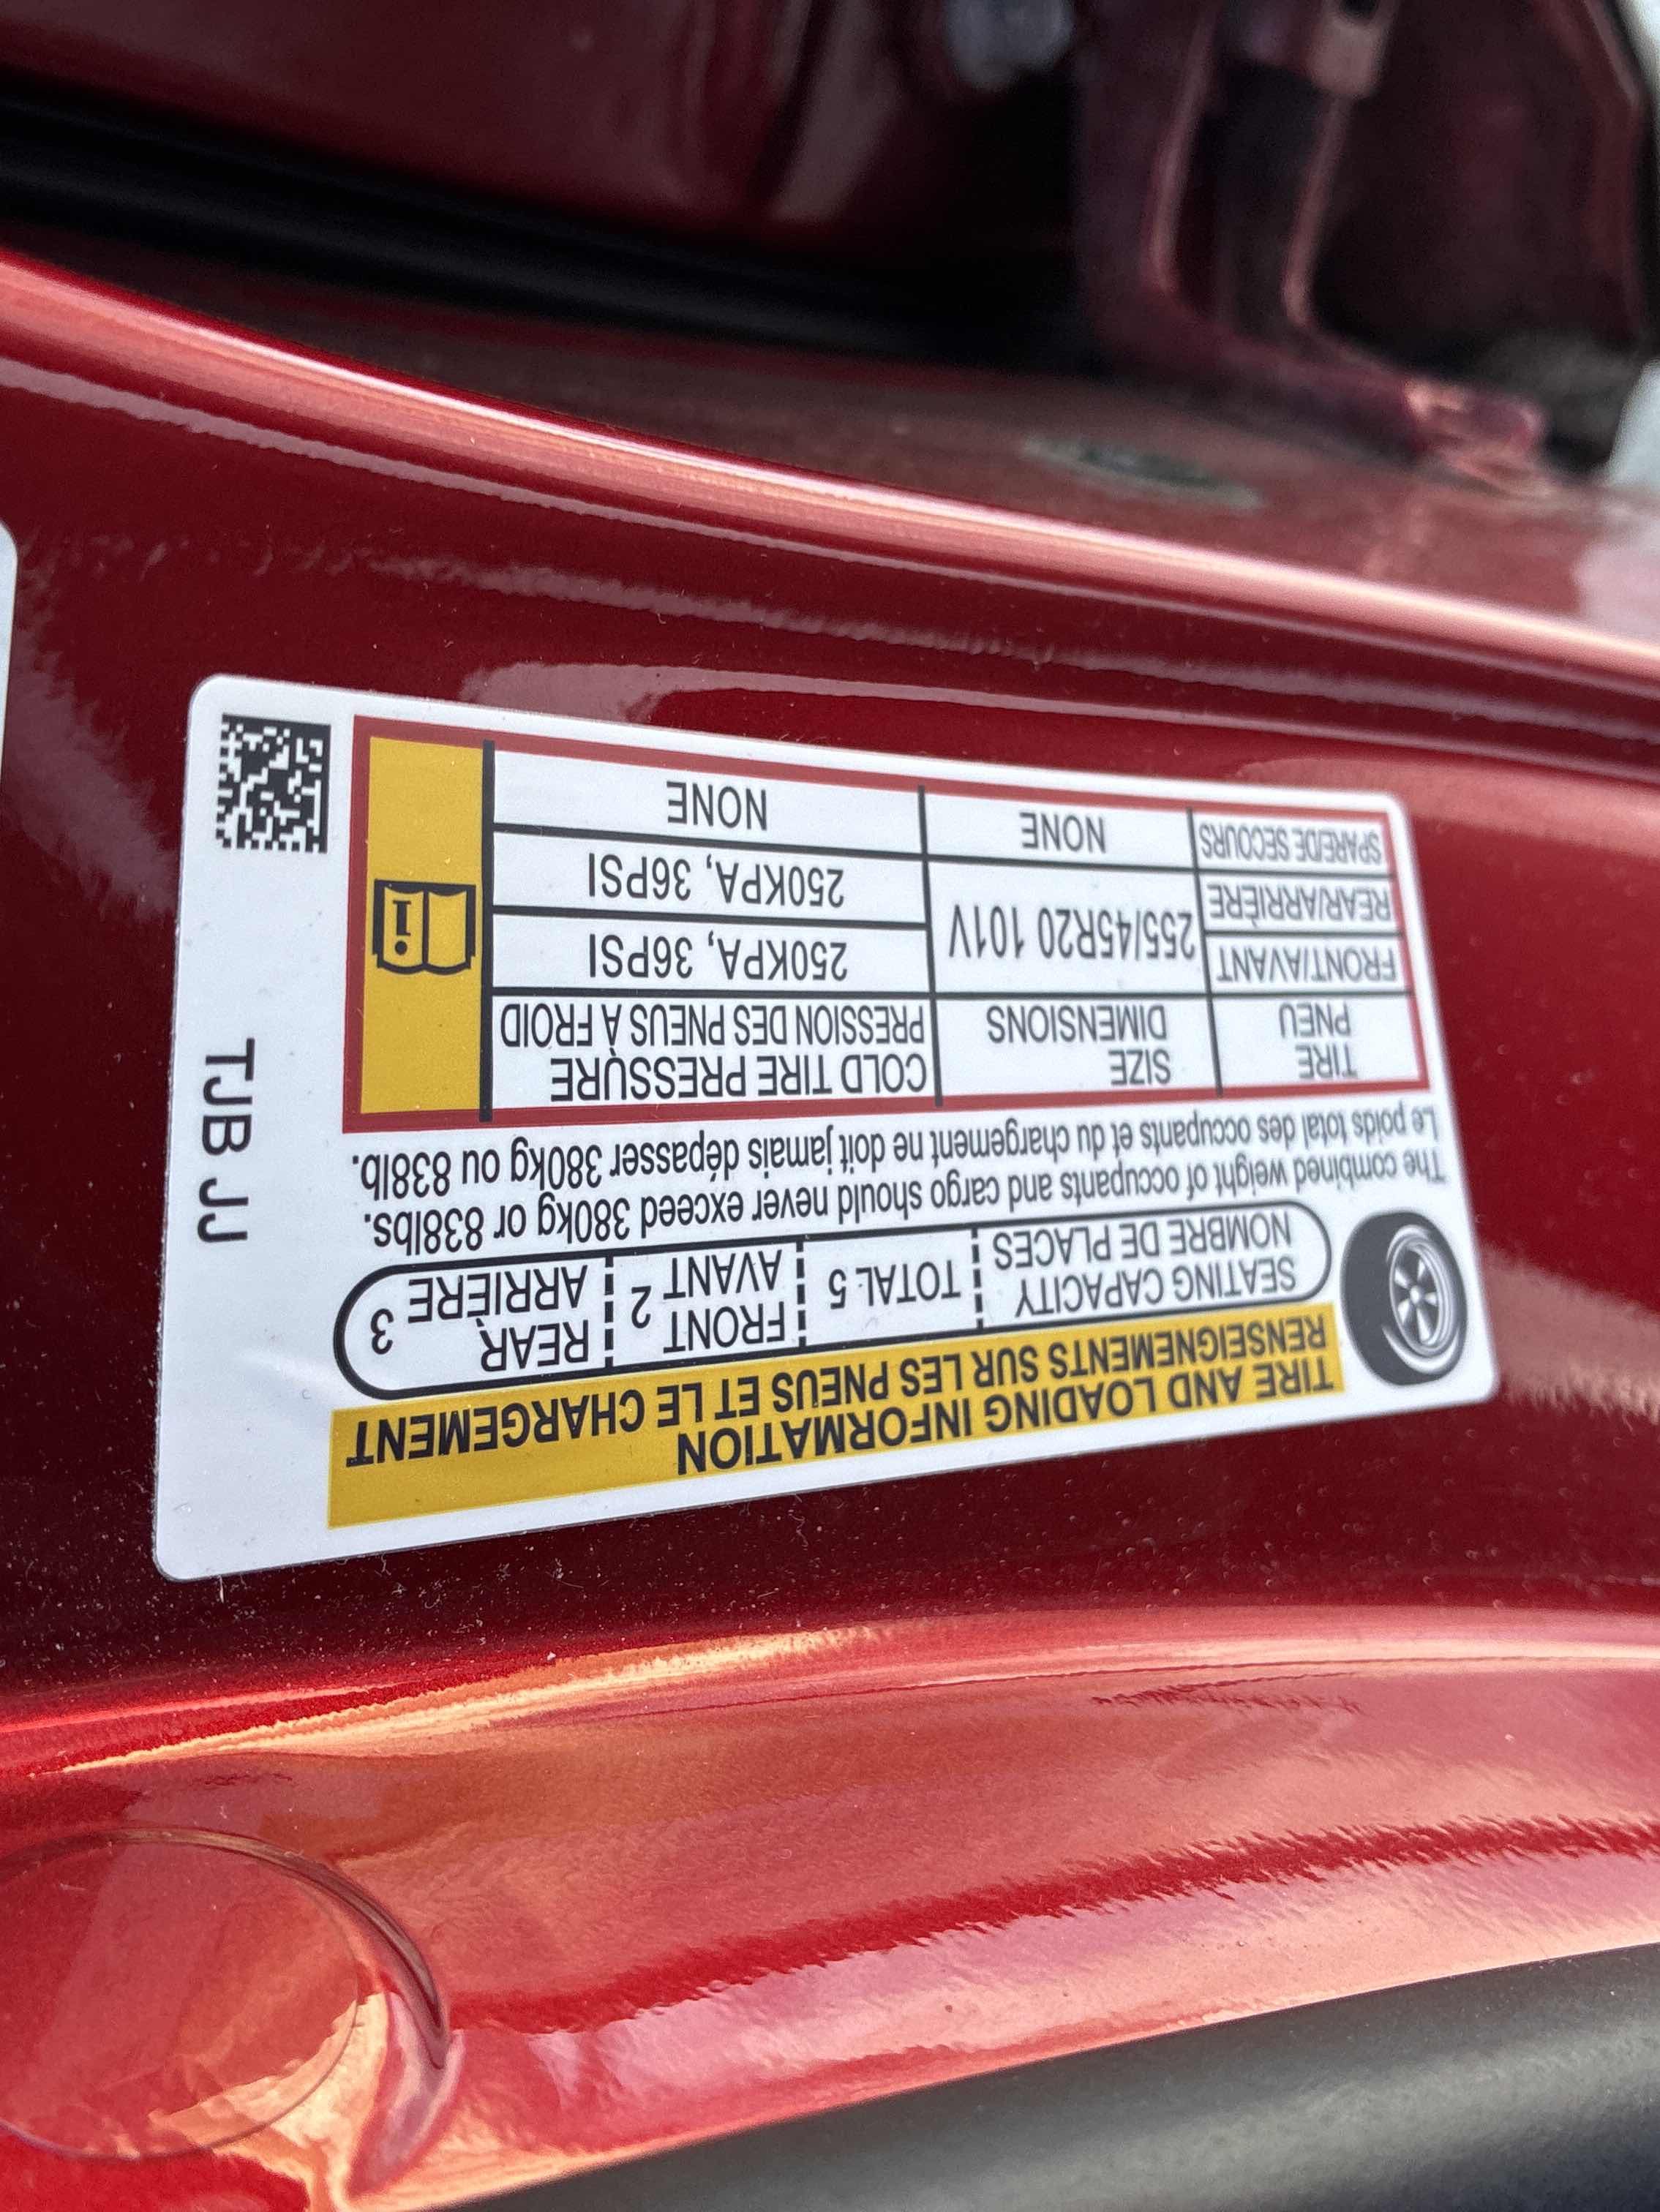 TIRE AND LOADING INFORMATION
RENSEIGNEMENTS SUR LES PNEUS ET LE CHARGEMENT
SEATING CAPACITY
NOMBRE DE PLACES
TOTAL 5
FRONT
AVANT 2
REAR
ARRIÈRE 3
The combined weight of occupants and cargo should never exceed 380kg or 838lbs.
Le poids total des occupants et du chargement ne doit jamais dépasser 380kg ou 838lb.
TIRE
PNEU
SIZE
DIMENSIONS
COLD TIRE PRESSURE
PRESSION DES PNEUS À FROID
FRONT/AVANT
255/45R20 101V
250KPA, 36PSI
REAR/ARRIÈRE
250KPA, 36PSI
SPARE/DE SECOURS
NONE
NONE
i
TJB JJ